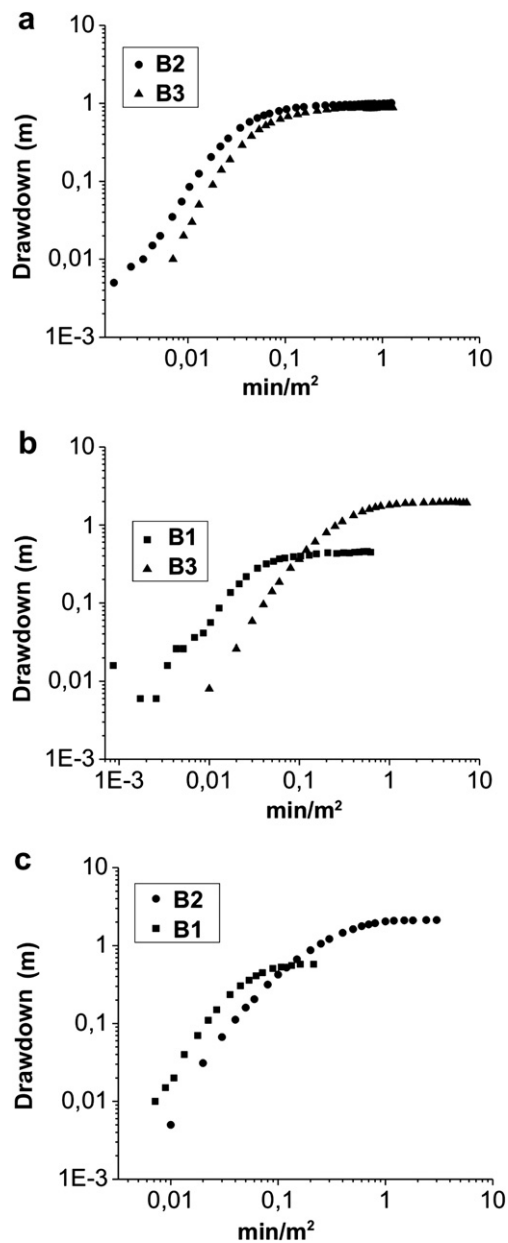 a
10
B2
B3
1
0,1
0,01
1E-3
Drawdown (m)
0,01 0,1 1 10
min/m²
b
10
B1
B3
1
0,1
0,01
1E-3
Drawdown (m)
1E-3 0,01 0,1 1 10
min/m²
c
10
B2
B1
1
0,1
0,01
1E-3
Drawdown (m)
0,01 0,1 1 10
min/m²